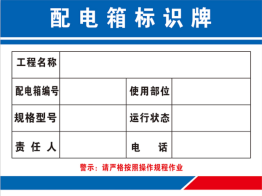 配电箱标识牌
工程名称
配电箱编号 使用部位
规格型号 运行状态
责任人 电话
警示：请严格按照操作规程作业